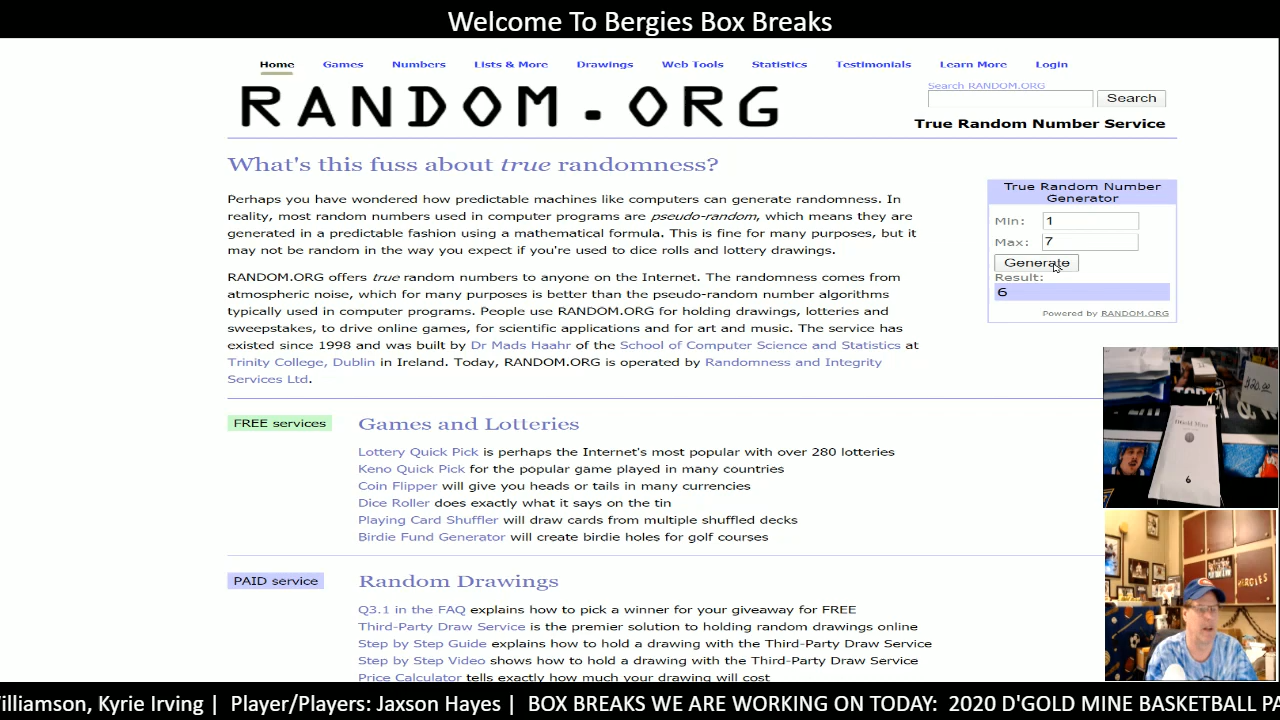 Welcome To Bergies Box Breaks
Home Games Numbers Lists & More Drawings Web Tools Statistics Testimonials Learn More Login
RANDOM.ORG
Search RANDOM.ORG
Search
True Random Number Service
What's this fuss about true randomness?
Perhaps you have wondered how predictable machines like computers can generate randomness. In
reality, most random numbers used in computer programs are pseudo-random, which means they are
generated in a predictable fashion using a mathematical formula. This is fine for many purposes, but it
may not be random in the way you expect if you're used to dice rolls and lottery drawings.
RANDOM.ORG offers true random numbers to anyone on the Internet. The randomness comes from
atmospheric noise, which for many purposes is better than the pseudo-random number algorithms
typically used in computer programs. People use RANDOM.ORG for holding drawings, lotteries and
sweepstakes, to drive online games, for scientific applications and for art and music. The service has
existed since 1998 and was built by Dr Mads Haahr of the School of Computer Science and Statistics at
Trinity College, Dublin in Ireland. Today, RANDOM.ORG is operated by Randomness and Integrity
Services Ltd.
True Random Number
Generator
Min: 1
Max: 7
Generate
Result:
6
Powered by RANDOM.ORG
FREE services
Games and Lotteries
Lottery Quick Pick is perhaps the Internet's most popular with over 280 lotteries
Keno Quick Pick for the popular game played in many countries
Coin Flipper will give you heads or tails in many currencies
Dice Roller does exactly what it says on the tin
Playing Card Shuffler will draw cards from multiple shuffled decks
Birdie Fund Generator will create birdie holes for golf courses
PAID service
Random Drawings
Q3.1 in the FAQ explains how to pick a winner for your giveaway for FREE
Third-Party Draw Service is the premier solution to holding random drawings online
Step by Step Guide explains how to hold a drawing with the Third-Party Draw Service
Step by Step Video shows how to hold a drawing with the Third-Party Draw Service
Price Calculator tells exactly how much your drawing will cost
6
illiamson, Kyrie Irving | Player/Players: Jaxson Hayes | BOX BREAKS WE ARE WORKING ON TODAY: 2020 D'GOLD MINE BASKETBALL PA